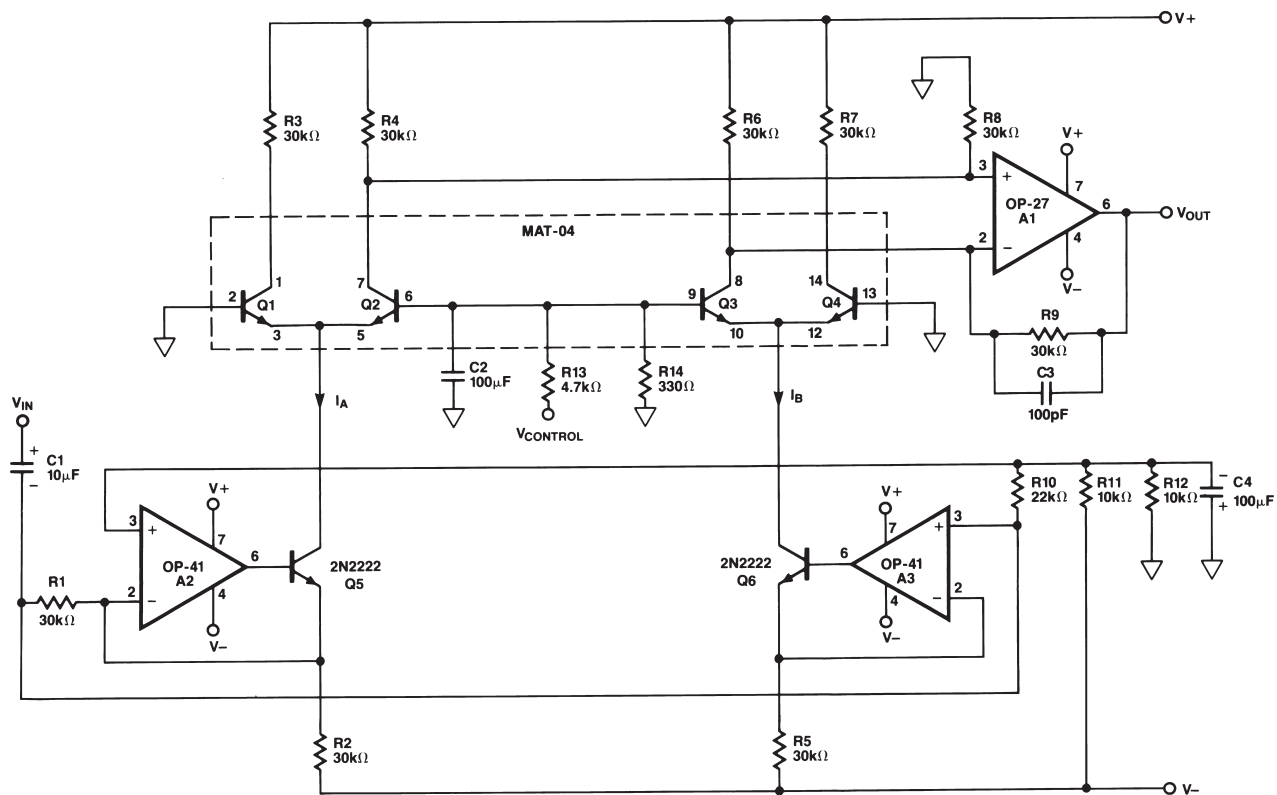 V+
R3
30kΩ
R4
30kΩ
R6
30kΩ
R7
30kΩ
R8
30kΩ
V+
3
+
7
OP-27
A1
6
VOUT
2
−
4
V−
MAT-04
1
7
8
14
2
Q1
Q2
6
9
Q3
Q4
13
3
5
10
12
R9
30kΩ
C3
100pF
C2
100μF
R13
4.7kΩ
R14
330Ω
IA
IB
VCONTROL
VIN
+
C1
10μF
−
R10
22kΩ
R11
10kΩ
R12
10kΩ
−
C4
100μF
+
V+
3
+
7
OP-41
A2
6
2N2222
Q5
2
−
4
V−
R1
30kΩ
V+
2N2222
Q6
6
7
+
3
OP-41
A3
4
−
2
V−
R2
30kΩ
R5
30kΩ
V−